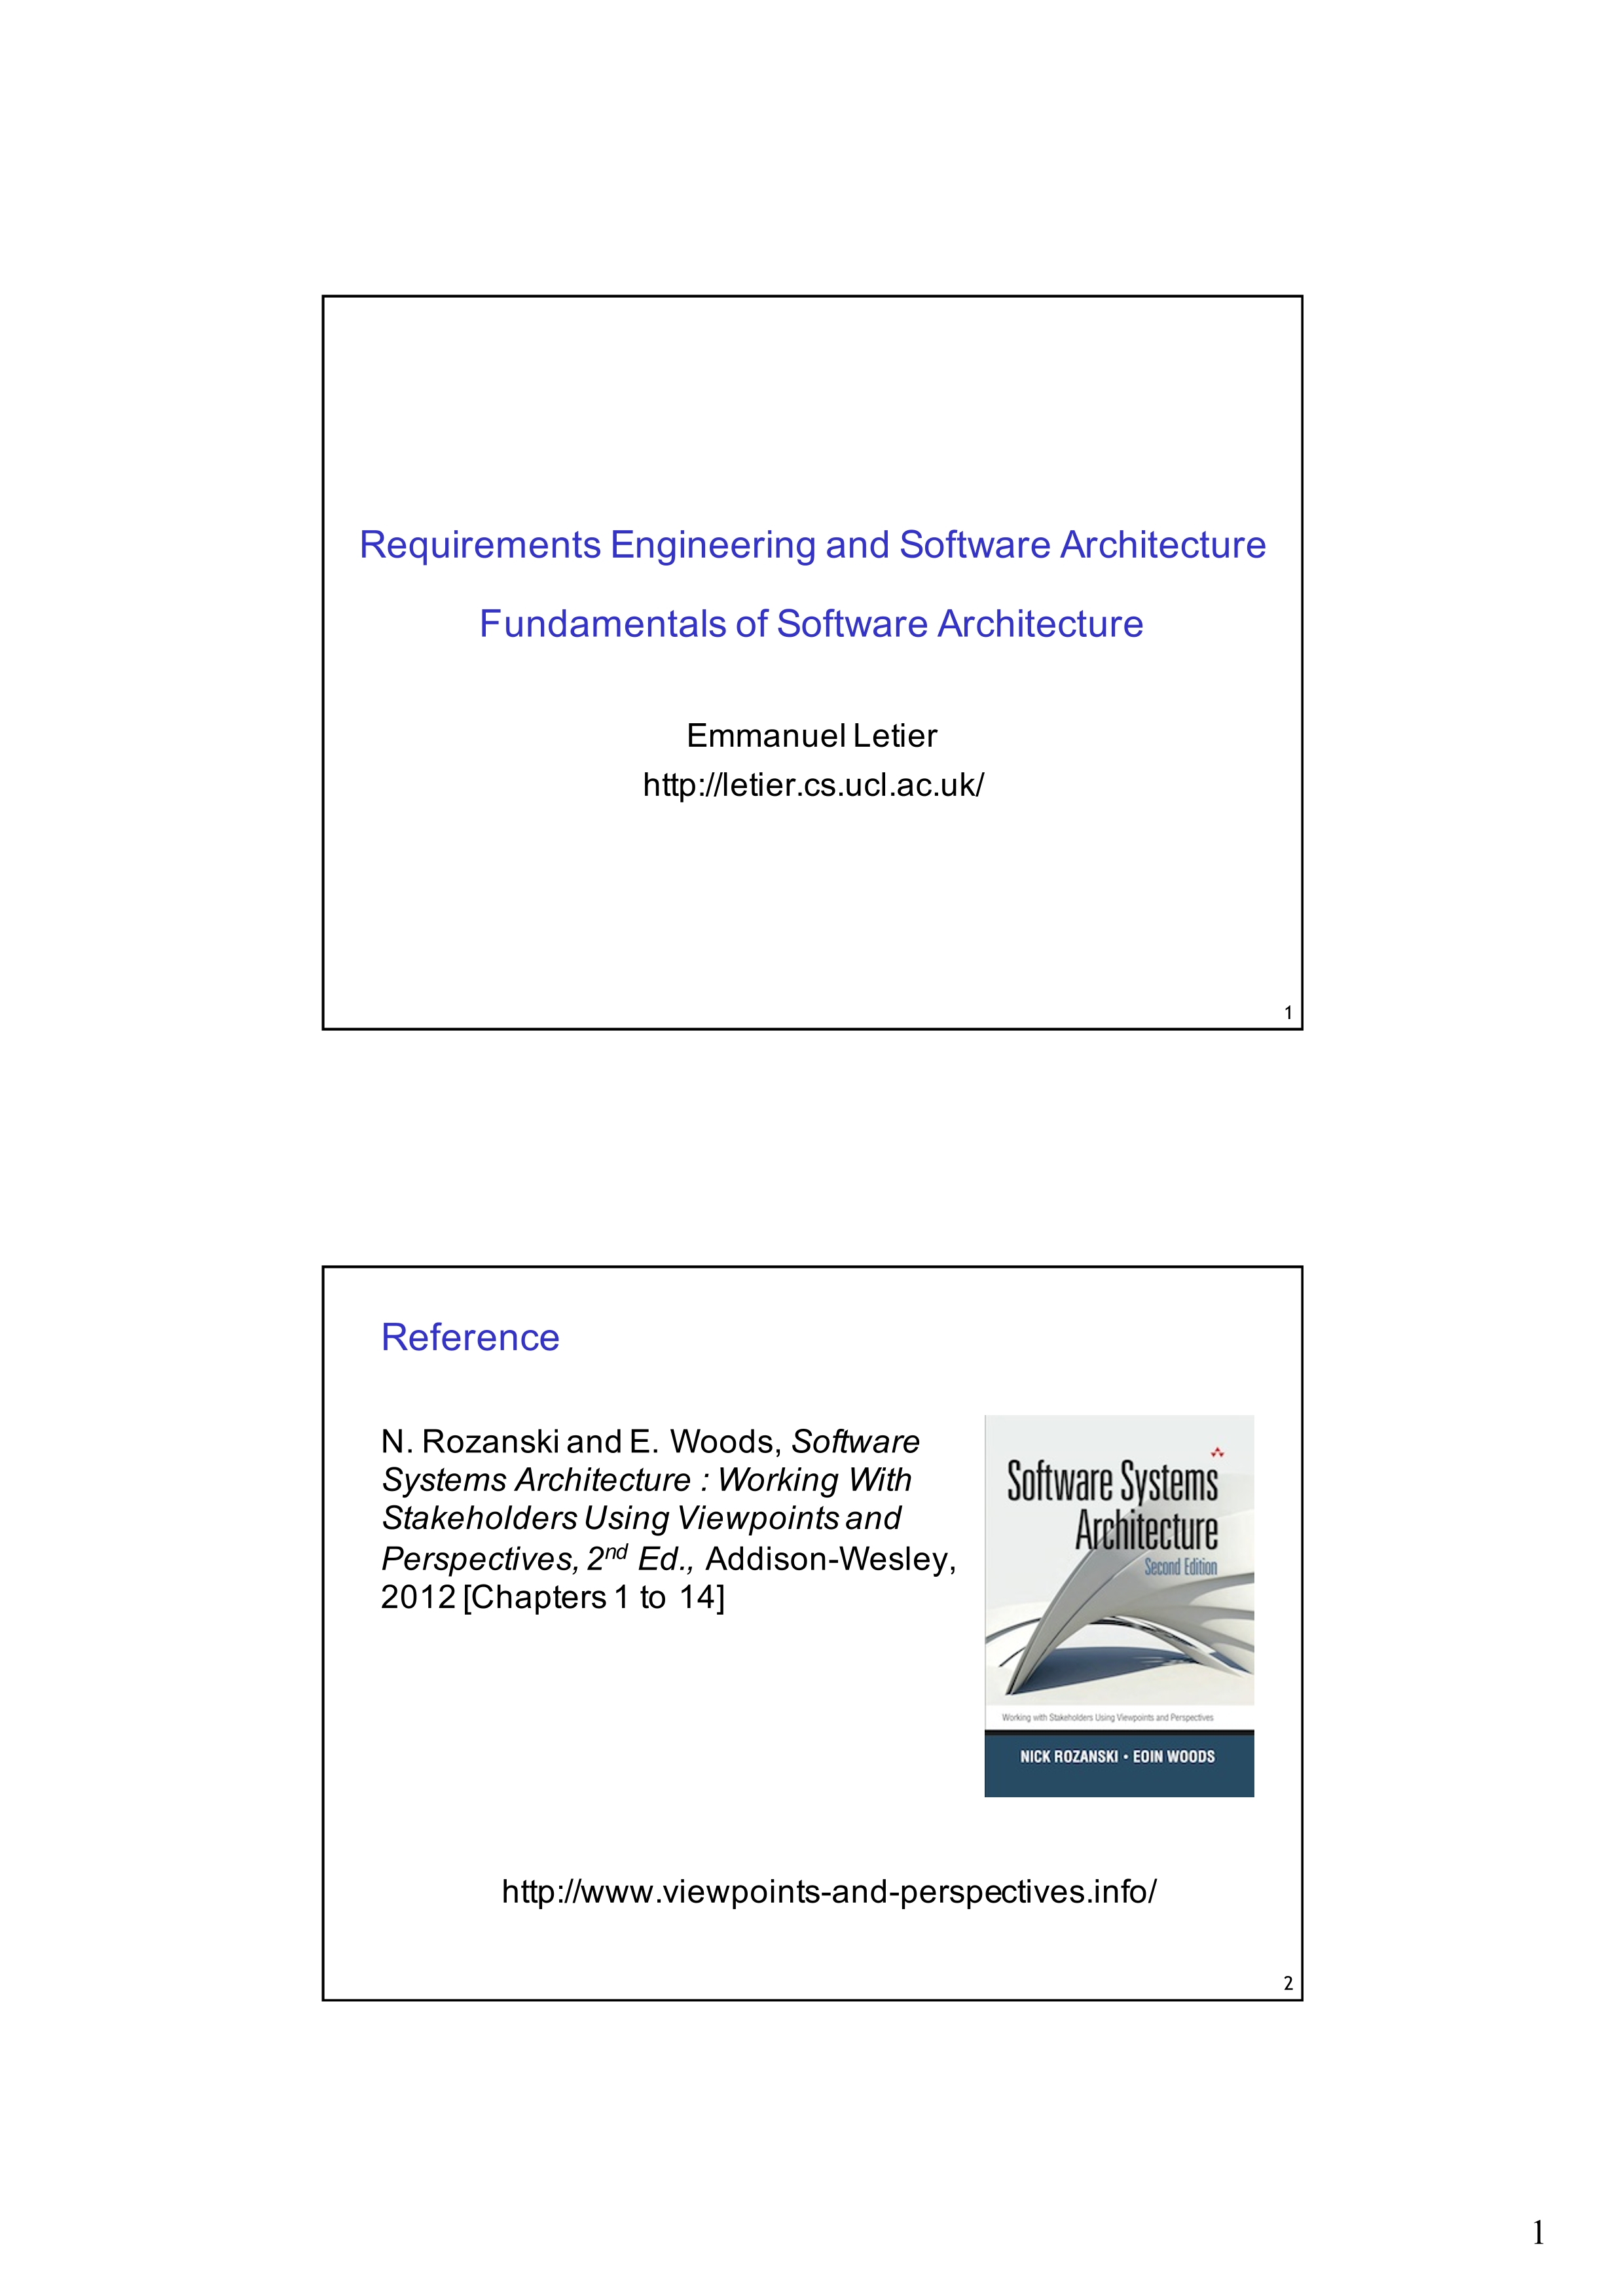 Requirements Engineering and Software Architecture
Fundamentals of Software Architecture
Emmanuel Letier
http://letier.cs.ucl.ac.uk/
1
Reference
N. Rozanski and E. Woods, Software
Systems Architecture : Working With
Stakeholders Using Viewpoints and
Perspectives, 2nd Ed., Addison-Wesley,
2012 [Chapters 1 to 14]
Software Systems
Architecture
Second Edition
Working with Stakeholders Using Viewpoints and Perspectives
NICK ROZANSKI • EOIN WOODS
http://www.viewpoints-and-perspectives.info/
2
1